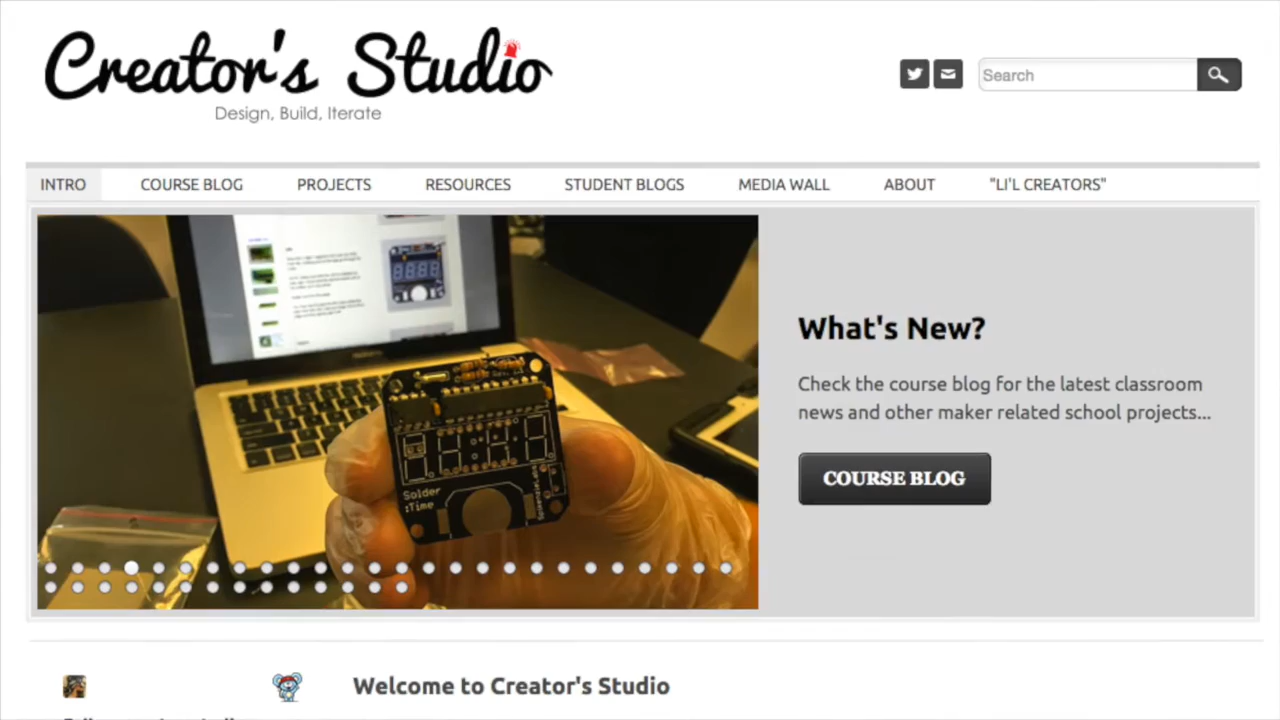 Creator's Studio
Design, Build, Iterate
Search
INTRO
COURSE BLOG
PROJECTS
RESOURCES
STUDENT BLOGS
MEDIA WALL
ABOUT
"LI'L CREATORS"
What's New?
Check the course blog for the latest classroom
news and other maker related school projects...
COURSE BLOG
Solder
:Time
Welcome to Creator's Studio